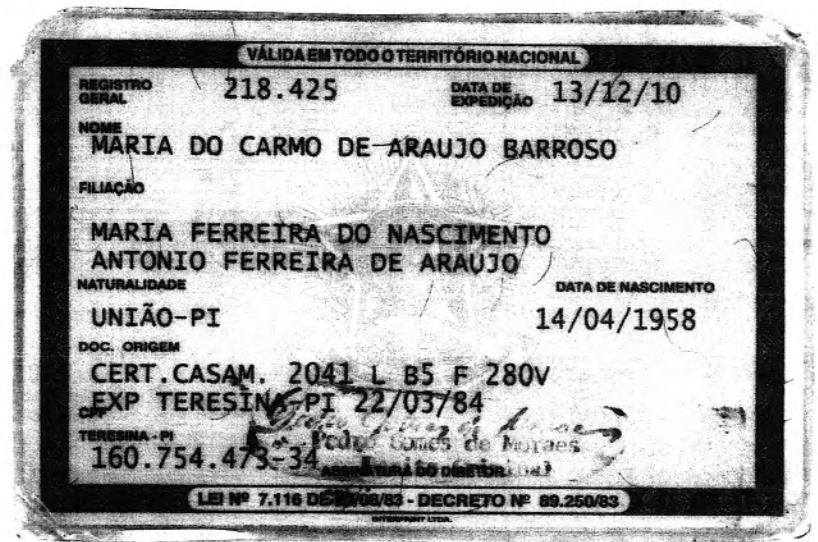 VÁLIDA EM TODO O TERRITÓRIO NACIONAL
REGISTRO GERAL 218.425 DATA DE EXPEDIÇÃO 13/12/10
NOME
MARIA DO CARMO DE ARAUJO BARROSO
FILIAÇÃO
MARIA FERREIRA DO NASCIMENTO
ANTONIO FERREIRA DE ARAUJO
NATURALIDADE DATA DE NASCIMENTO
UNIÃO-PI 14/04/1958
DOC. ORIGEM
CERT.CASAM. 2041 L B5 F 280V
EXP TERESINA-PI 22/03/84
CPF
TERESINA - PI Pedro Gomes de Moraes
160.754.473-34 ASSINATURA DO DIRETOR
LEI Nº 7.116 DE /08/83 - DECRETO Nº 89.250/83
INTERPRINT LTDA.